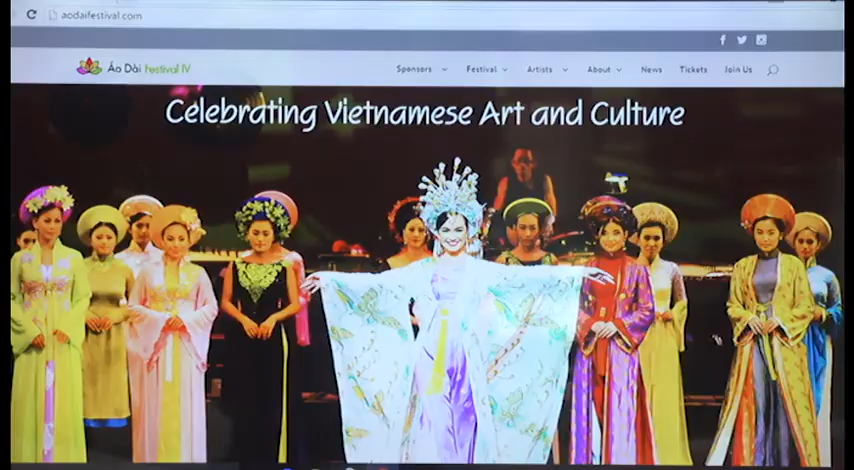 aodaifestival.com
Áo Dài Festival IV
Sponsors Festival Artists About News Tickets Join Us
Celebrating Vietnamese Art and Culture